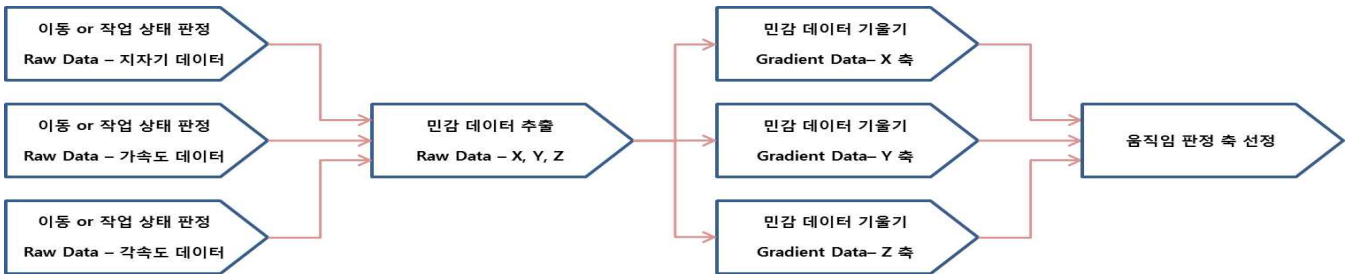 이동 or 작업 상태 판정
Raw Data – 지자기 데이터
이동 or 작업 상태 판정
Raw Data – 가속도 데이터
이동 or 작업 상태 판정
Raw Data – 각속도 데이터
민감 데이터 추출
Raw Data – X, Y, Z
민감 데이터 기울기
Gradient Data– X 축
민감 데이터 기울기
Gradient Data– Y 축
민감 데이터 기울기
Gradient Data– Z 축
움직임 판정 축 선정